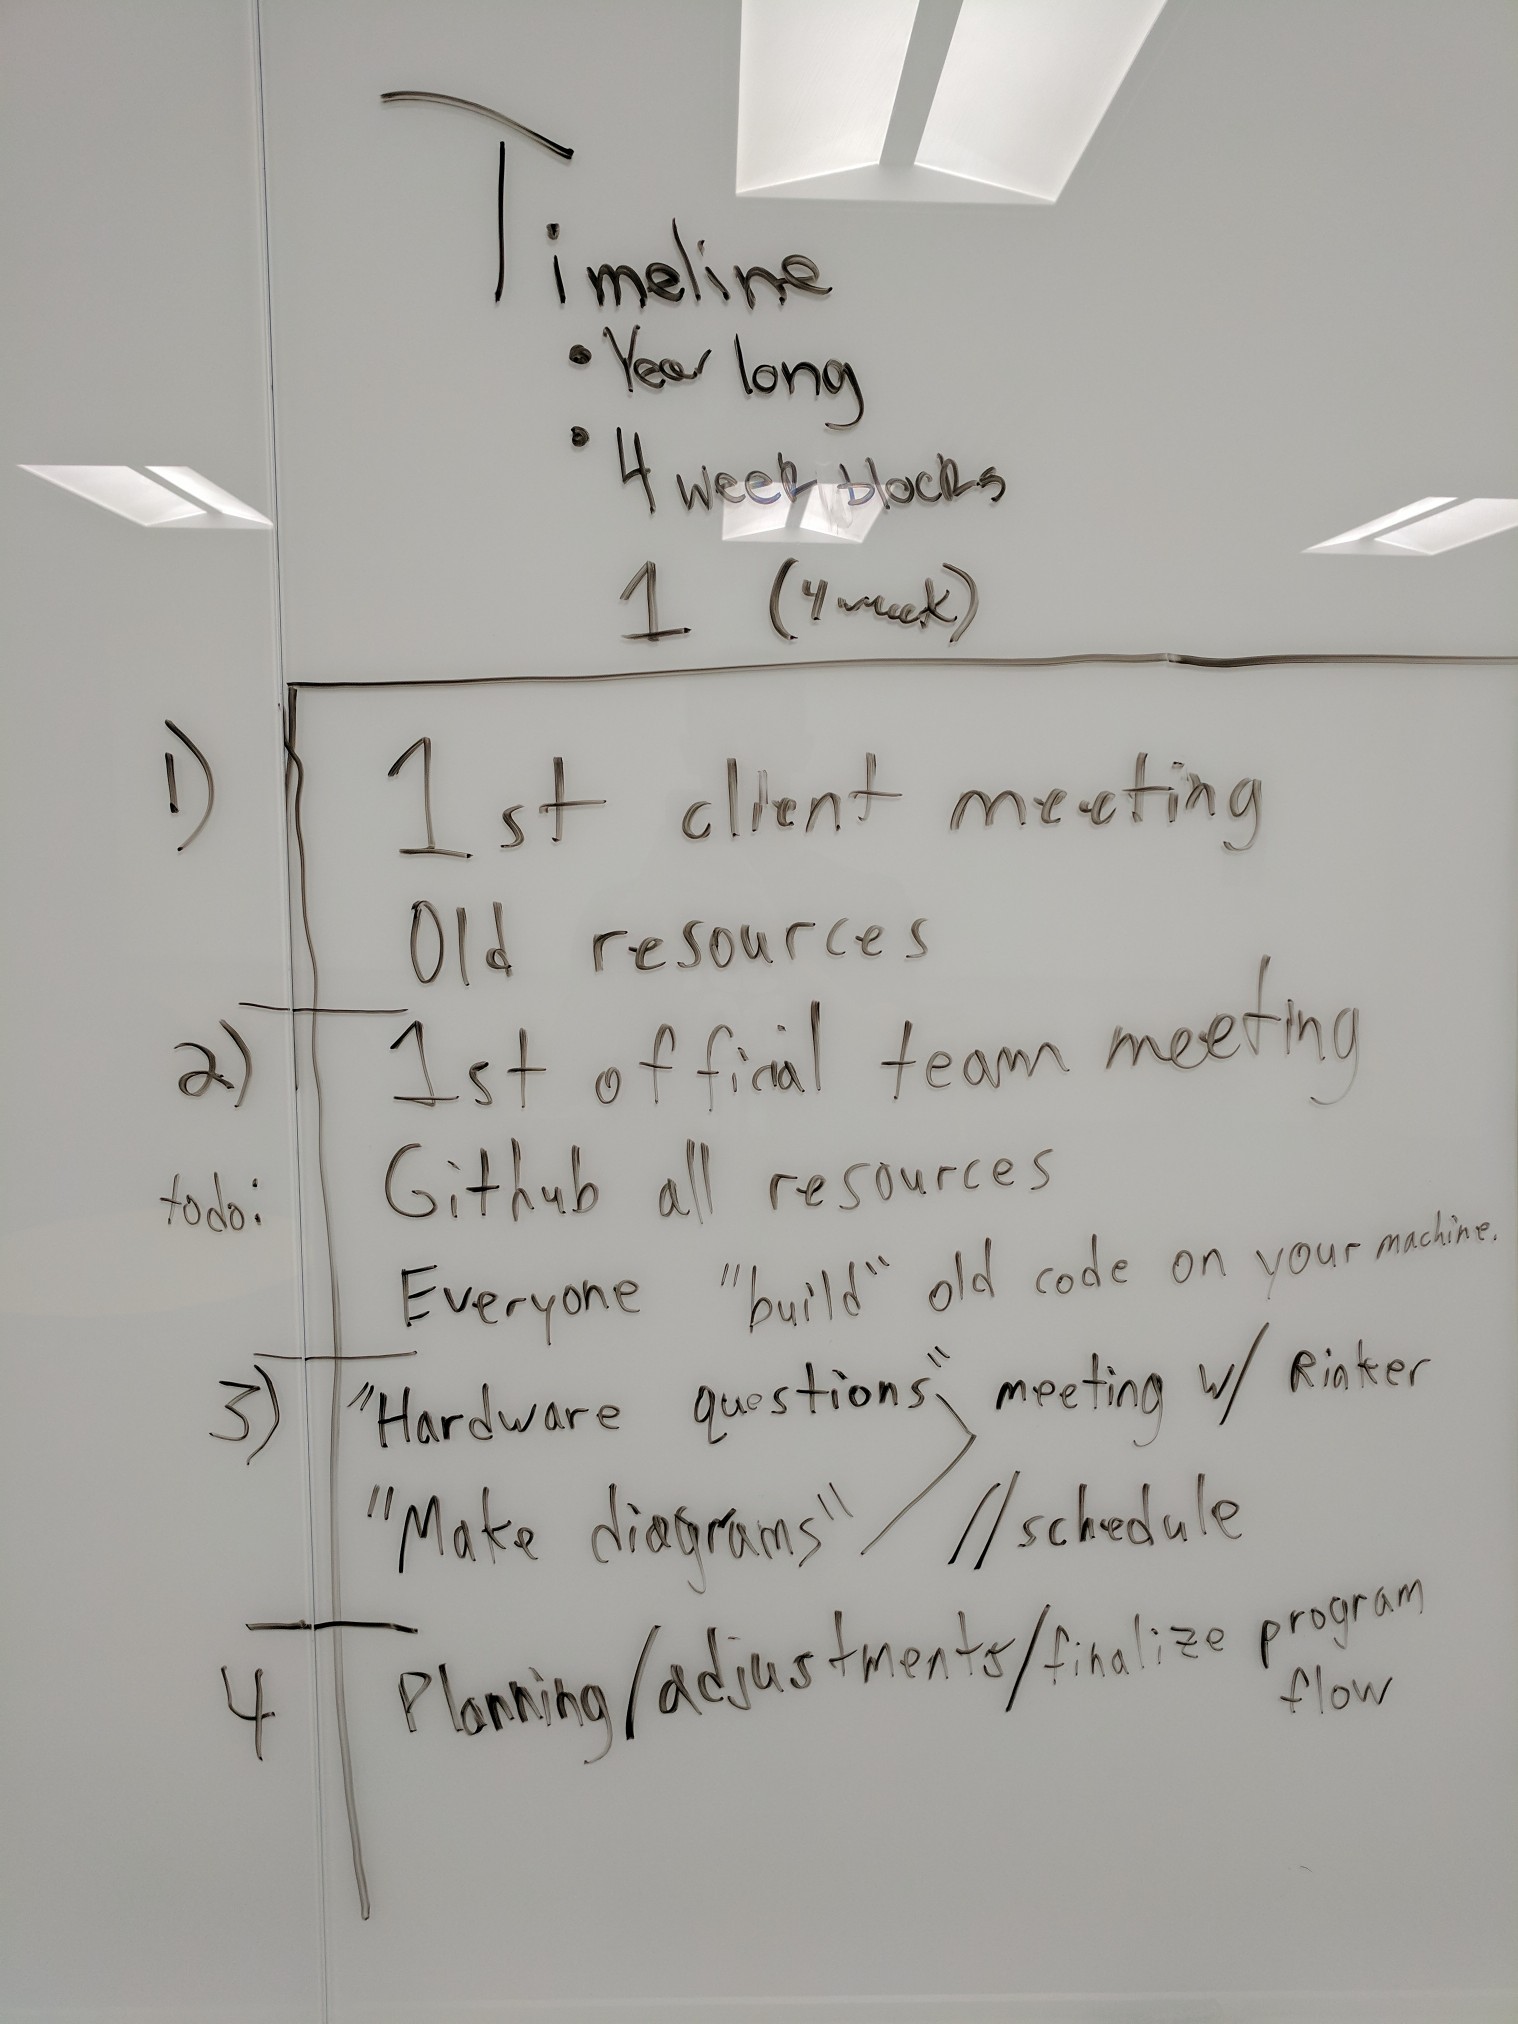 Timeline
• Year long
• 4 week blocks
1 (4 week)
1) 1st client meeting
Old resources
2) 1st official team meeting
todo: Github all resources
Everyone "build" old code on your machine.
3) "Hardware questions" meeting w/ Rinker
"Make diagrams" //schedule
4 Planning/adjustments/finalize program
flow